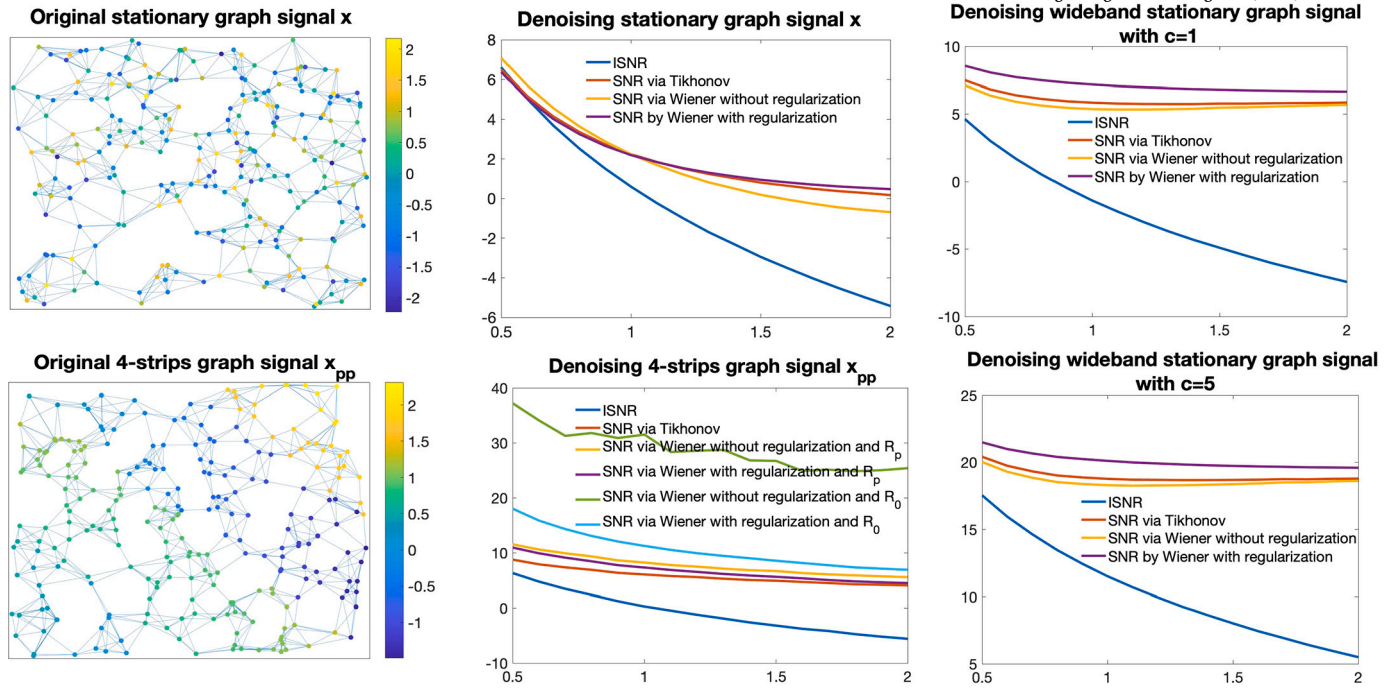 Original stationary graph signal x
2
1.5
1
0.5
0
-0.5
-1
-1.5
-2
Denoising stationary graph signal x
8
6
4
2
0
-2
-4
-6
0.5
1
1.5
2
ISNR
SNR via Tikhonov
SNR via Wiener without regularization
SNR by Wiener with regularization
Denoising wideband stationary graph signal
with c=1
10
5
0
-5
-10
0.5
1
1.5
2
ISNR
SNR via Tikhonov
SNR via Wiener without regularization
SNR by Wiener with regularization
Original 4-strips graph signal x_pp
2
1.5
1
0.5
0
-0.5
-1
Denoising 4-strips graph signal x_pp
40
30
20
10
0
-10
0.5
1
1.5
2
ISNR
SNR via Tikhonov
SNR via Wiener without regularization and R_p
SNR via Wiener with regularization and R_p
SNR via Wiener without regularization and R_0
SNR via Wiener with regularization and R_0
Denoising wideband stationary graph signal
with c=5
25
20
15
10
5
0.5
1
1.5
2
ISNR
SNR via Tikhonov
SNR via Wiener without regularization
SNR by Wiener with regularization